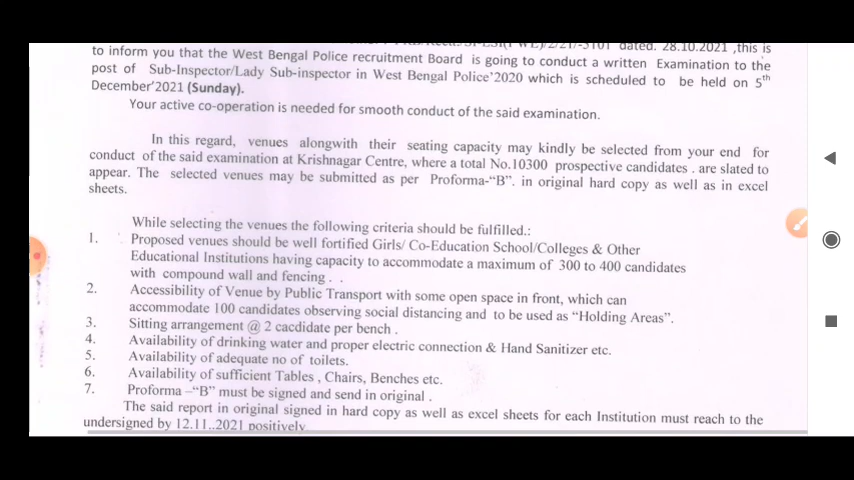 dated. 28.10.2021 ,this is
to inform you that the West Bengal Police recruitment Board is going to conduct a written Examination to the
post of Sub-Inspector/Lady Sub-inspector in West Bengal Police'2020 which is scheduled to be held on 5th
December'2021 (Sunday).
Your active co-operation is needed for smooth conduct of the said examination.
In this regard, venues alongwith their seating capacity may kindly be selected from your end for
conduct of the said examination at Krishnagar Centre, where a total No.10300 prospective candidates . are slated to
appear. The selected venues may be submitted as per Proforma-“B”. in original hard copy as well as in excel
sheets.
While selecting the venues the following criteria should be fulfilled.:
1. Proposed venues should be well fortified Girls/ Co-Education School/Colleges & Other
Educational Institutions having capacity to accommodate a maximum of 300 to 400 candidates
with compound wall and fencing . .
2. Accessibility of Venue by Public Transport with some open space in front, which can
accommodate 100 candidates observing social distancing and to be used as “Holding Areas”.
3. Sitting arrangement @ 2 cacdidate per bench .
4. Availability of drinking water and proper electric connection & Hand Sanitizer etc.
5. Availability of adequate no of toilets.
6. Availability of sufficient Tables , Chairs, Benches etc.
7. Proforma –“B” must be signed and send in original .
The said report in original signed in hard copy as well as excel sheets for each Institution must reach to the
undersigned by 12.11..2021 positively